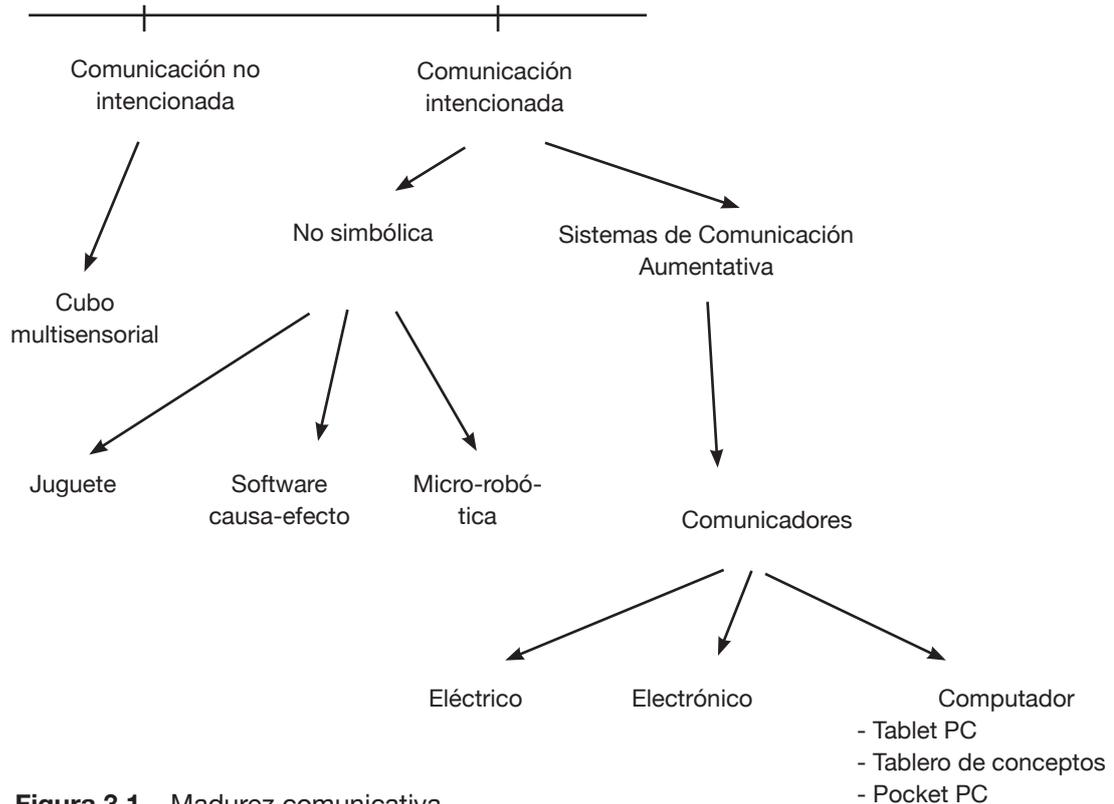 Comunicación no
intencionada
Comunicación
intencionada
No simbólica
Sistemas de Comunicación
Aumentativa
Cubo
multisensorial
Juguete
Software
causa-efecto
Micro-robó-
tica
Comunicadores
Eléctrico
Electrónico
Computador
- Tablet PC
- Tablero de conceptos
- Pocket PC
Figura 3.1. Madurez comunicativa